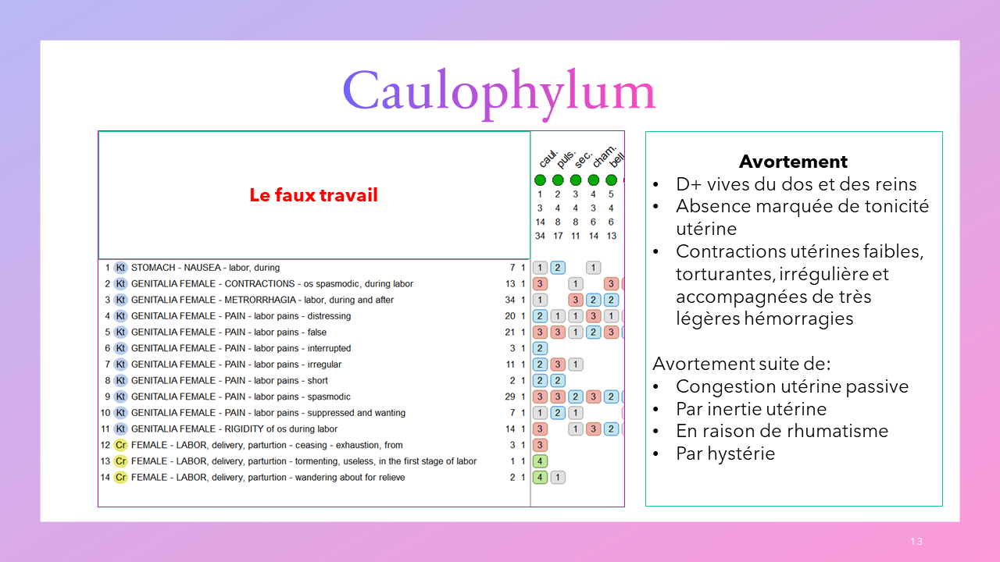 Caulophylum
Le faux travail
caul. puls. sec. cham. bell.
1 2 3 4 5
3 4 4 3 4
14 8 8 6 6
34 17 11 14 13
1 Kt STOMACH - NAUSEA - labor, during 7 1 1 2 1
2 Kt GENITALIA FEMALE - CONTRACTIONS - os spasmodic, during labor 13 1 3 1 3
3 Kt GENITALIA FEMALE - METRORRHAGIA - labor, during and after 34 1 1 3 2 2
4 Kt GENITALIA FEMALE - PAIN - labor pains - distressing 20 1 2 1 1 3 1
5 Kt GENITALIA FEMALE - PAIN - labor pains - false 21 1 3 3 1 2 3
6 Kt GENITALIA FEMALE - PAIN - labor pains - interrupted 3 1 2
7 Kt GENITALIA FEMALE - PAIN - labor pains - irregular 11 1 2 3 1
8 Kt GENITALIA FEMALE - PAIN - labor pains - short 2 1 2 2
9 Kt GENITALIA FEMALE - PAIN - labor pains - spasmodic 29 1 3 3 2 3 2
10 Kt GENITALIA FEMALE - PAIN - labor pains - suppressed and wanting 7 1 1 2 1
11 Kt GENITALIA FEMALE - RIGIDITY of os during labor 14 1 3 1 3 2
12 Cr FEMALE - LABOR, delivery, parturtion - ceasing - exhaustion, from 3 1 3
13 Cr FEMALE - LABOR, delivery, parturtion - tormenting, useless, in the first stage of labor 1 1 4
14 Cr FEMALE - LABOR, delivery, parturtion - wandering about for relieve 2 1 4 1
Avortement
• D+ vives du dos et des reins
• Absence marquée de tonicité
utérine
• Contractions utérines faibles,
torturantes, irrégulière et
accompagnées de très
légères hémorragies
Avortement suite de:
• Congestion utérine passive
• Par inertie utérine
• En raison de rhumatisme
• Par hystérie
13